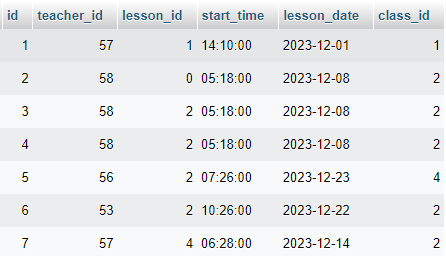 id teacher_id lesson_id start_time lesson_date class_id
1 57 1 14:10:00 2023-12-01 1
2 58 0 05:18:00 2023-12-08 2
3 58 2 05:18:00 2023-12-08 2
4 58 2 05:18:00 2023-12-08 2
5 56 2 07:26:00 2023-12-23 4
6 53 2 10:26:00 2023-12-22 2
7 57 4 06:28:00 2023-12-14 2